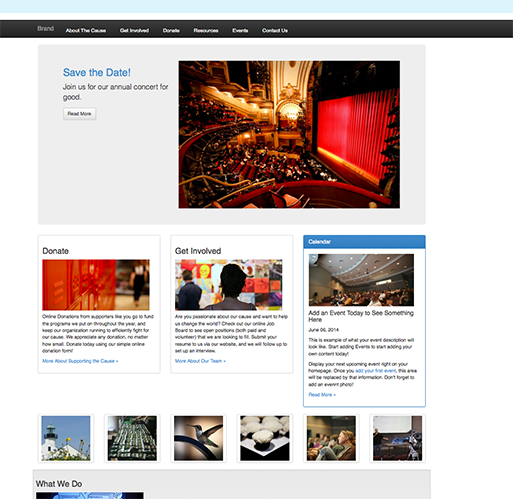 Brand About The Cause Get Involved Donate Resources Events Contact Us
Save the Date!
Join us for our annual concert for
good.
Read More
Donate
Online Donations from supporters like you go to fund
the programs we put on throughout the year, and
keep our organization running to efficiently fight for
our cause. We appreciate any donation, no matter
how small. Donate today using our simple online
donation form!
More About Supporting the Cause »
Get Involved
Are you passionate about our cause and want to help
us change the world? Check out our online Job
Board to see open positions (both paid and
volunteer) that we are looking to fill. Submit your
resume to us via our website, and we will follow up to
set up an interview.
More About Our Team »
Calendar
Add an Event Today to See Something
Here
June 06, 2014
This is example of what your event description will
look like. Start adding Events to start adding your
own content today!
Display your next upcoming event right on your
homepage. Once you add your first event, this area
will be replaced by that information. Don't forget to
add an evennt photo!
Read More »
What We Do